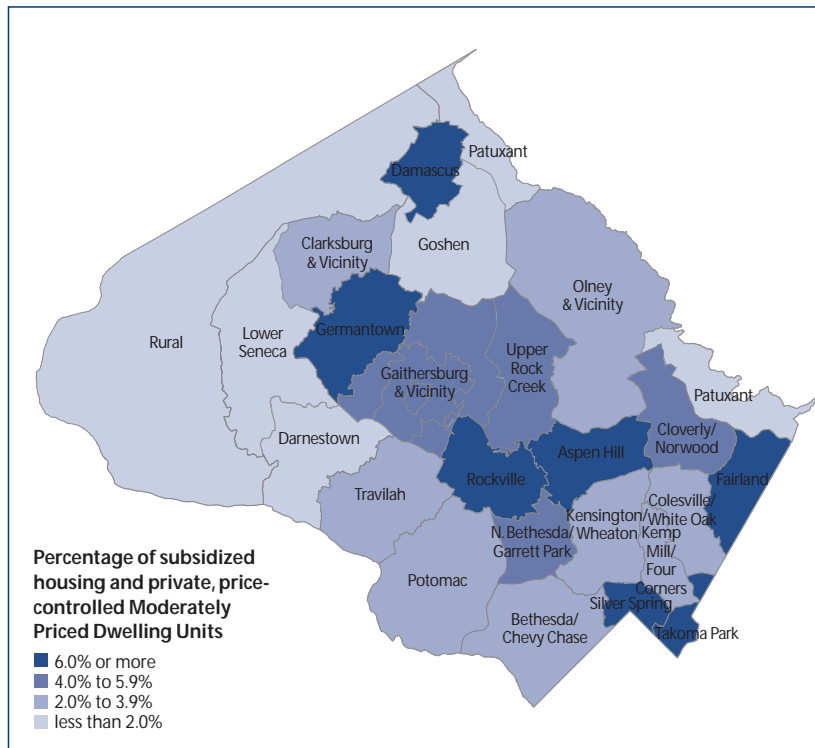 Patuxant
Damascus
Goshen
Clarksburg
& Vicinity
Olney
& Vicinity
Germantown
Rural
Lower
Seneca
Upper
Rock
Creek
Gaithersburg
& Vicinity
Patuxant
Darnestown
Cloverly/
Norwood
Aspen Hill
Rockville
Fairland
Travilah
Colesville/
White Oak
Kensington/
Wheaton
N. Bethesda/
Garrett Park
Kemp
Mill/
Four
Corners
Potomac
Silver Spring
Bethesda/
Chevy Chase
Takoma Park
Percentage of subsidized
housing and private, price-
controlled Moderately
Priced Dwelling Units
6.0% or more
4.0% to 5.9%
2.0% to 3.9%
less than 2.0%